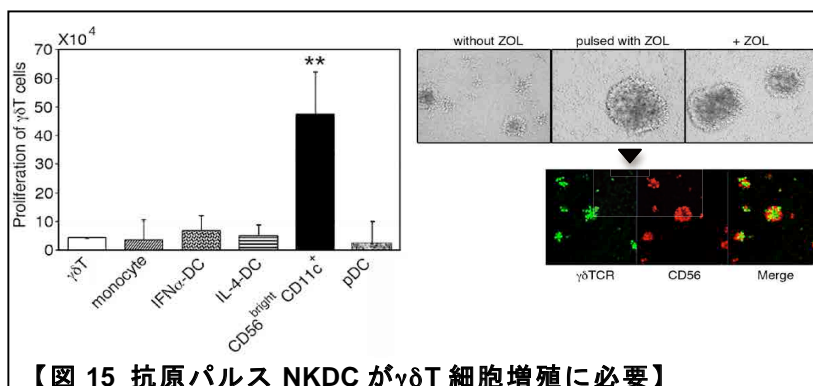 X10⁴
70
60
50
40
30
20
10
0
Proliferation of γδT cells
**
γδT
monocyte
IFNα-DC
IL-4-DC
CD56bright
CD11c+
pDC
without ZOL
pulsed with ZOL
+ ZOL
γδTCR
CD56
Merge
【図 15 抗原パルス NKDC がγδT 細胞増殖に必要】